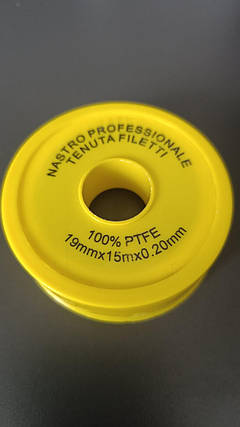 NASTRO PROFESSIONALE
TENUTA FILETTI
100% PTFE
19mmx15mx0.20mm